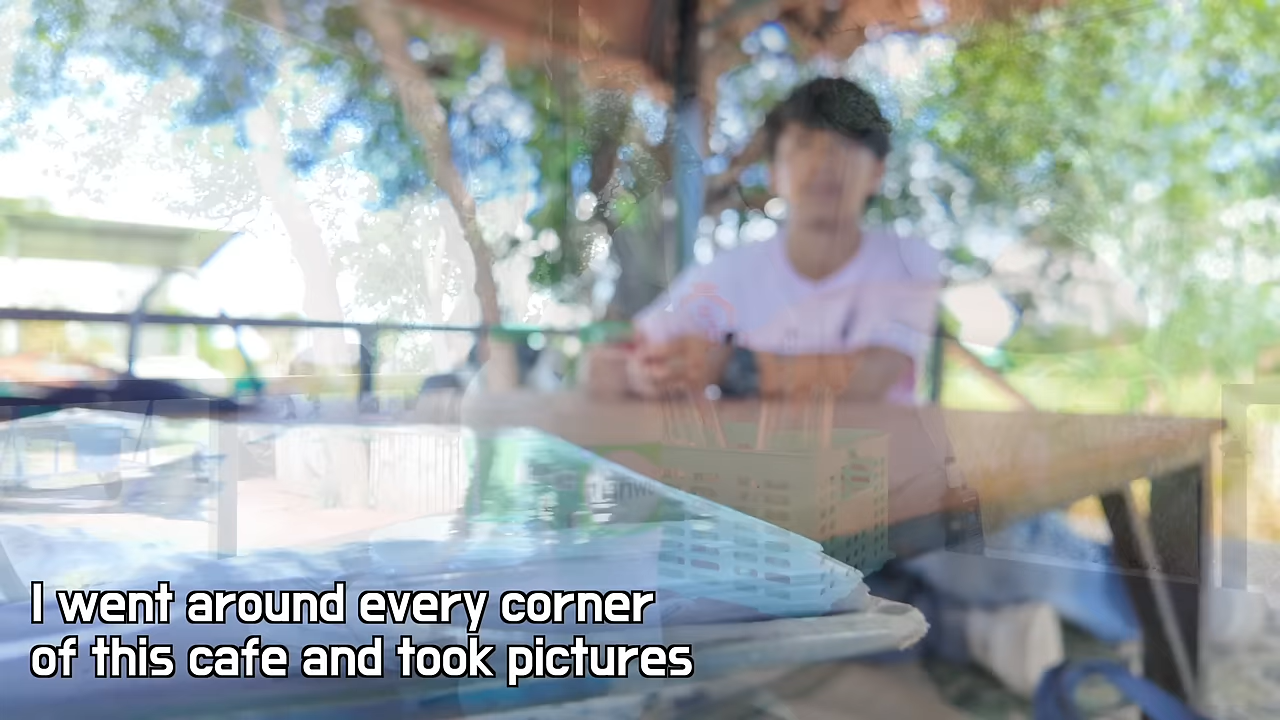 I went around every corner
of this cafe and took pictures